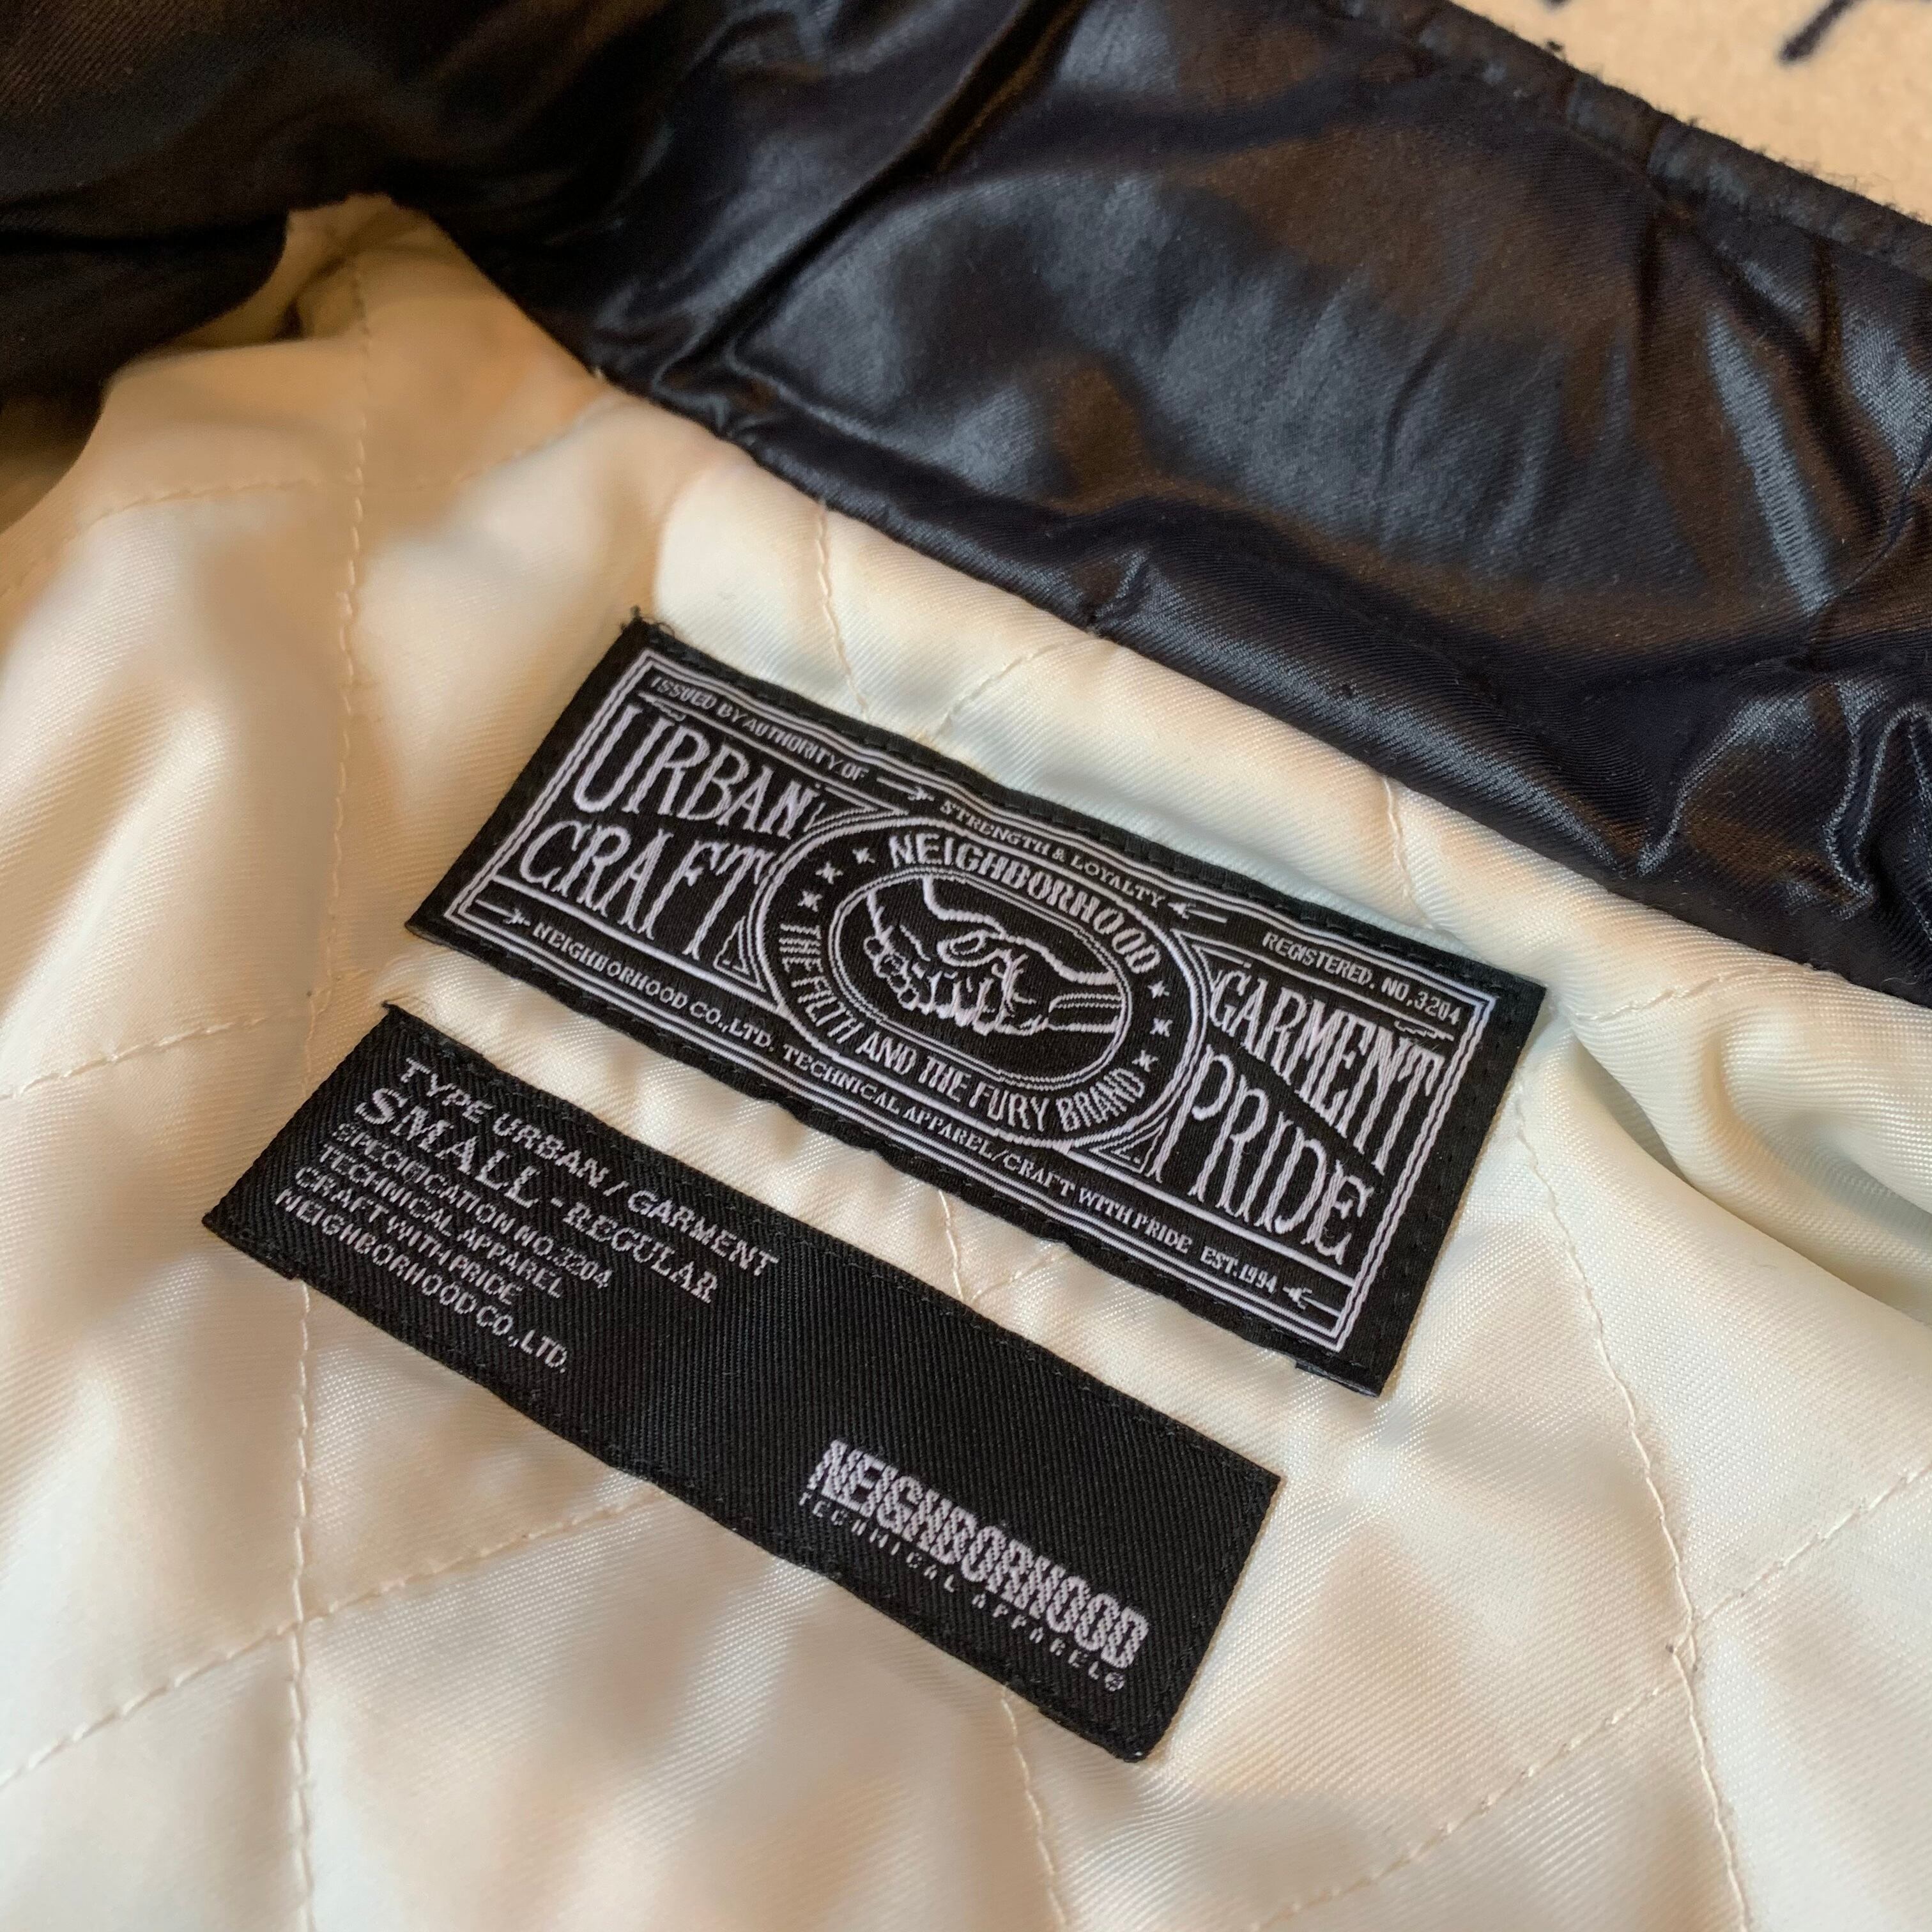 ISSUED BY AUTHORITY OF
STRENGTH & LOYALTY
REGISTERED. NO,3204
URBAN
CRAFT
NEIGHBORHOOD
THE FILTH AND THE FURY BRAND
GARMENT
PRIDE
NEIGHBORHOOD CO.,LTD. TECHNICAL APPAREL/CRAFT WITH PRIDE EST.1994
TYPE URBAN / GARMENT
SMALL-REGULAR
SPECIFICATION NO.3204
TECHNICAL APPAREL
CRAFT WITH PRIDE
NEIGHBORHOOD CO.,LTD.
NEIGHBORHOOD
TECHNICAL APPAREL®